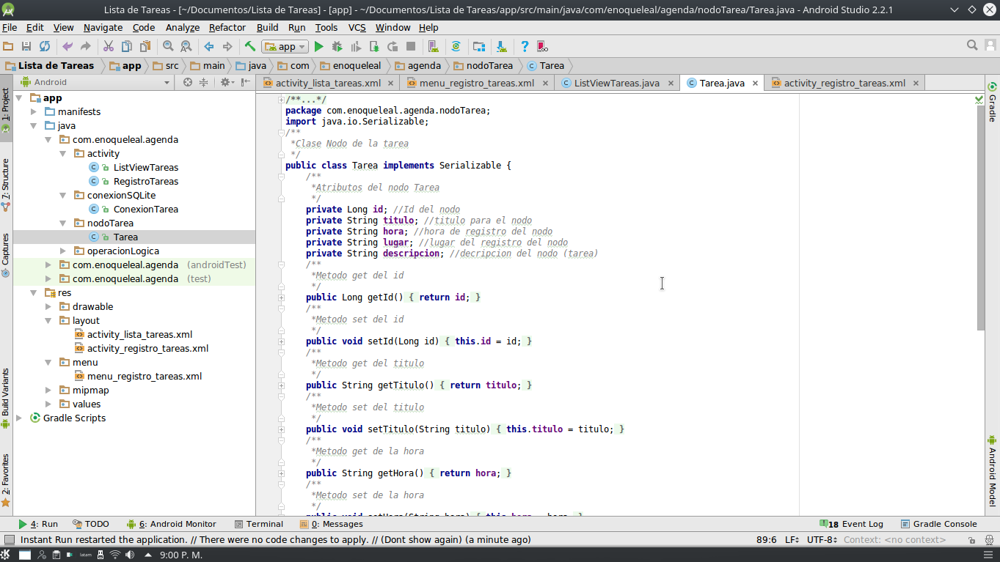 Lista de Tareas - [~/Documentos/Lista de Tareas] - [app] - ~/Documentos/Lista de Tareas/app/src/main/java/com/enoqueleal/agenda/nodoTarea/Tarea.java - Android Studio 2.2.1
File Edit View Navigate Code Analyze Refactor Build Run Tools VCS Window Help
app
Lista de Tareas app src main java com enoqueleal agenda nodoTarea Tarea
Android
activity_lista_tareas.xml menu_registro_tareas.xml ListViewTareas.java Tarea.java activity_registro_tareas.xml
1: Project
7: Structure
Captures
Build Variants
2: Favorites
app
manifests
java
com.enoqueleal.agenda
activity
ListViewTareas
RegistroTareas
conexionSQLite
ConexionTarea
nodoTarea
Tarea
operacionLogica
com.enoqueleal.agenda (androidTest)
com.enoqueleal.agenda (test)
res
drawable
layout
activity_lista_tareas.xml
activity_registro_tareas.xml
menu
menu_registro_tareas.xml
mipmap
values
Gradle Scripts
/**...*/
package com.enoqueleal.agenda.nodoTarea;
import java.io.Serializable;
/**
*Clase Nodo de la tarea
*/
public class Tarea implements Serializable {
/**
*Atributos del nodo Tarea
*/
private Long id; //Id del nodo
private String titulo; //titulo para el nodo
private String hora; //hora de registro del nodo
private String lugar; //lugar del registro del nodo
private String descripcion; //decripcion del nodo (tarea)
/**
*Metodo get del id
*/
public Long getId() { return id; }
/**
*Metodo set del id
*/
public void setId(Long id) { this.id = id; }
/**
*Metodo get del titulo
*/
public String getTitulo() { return titulo; }
/**
*Metodo set del titulo
*/
public void setTitulo(String titulo) { this.titulo = titulo; }
/**
*Metodo get de la hora
*/
public String getHora() { return hora; }
/**
*Metodo set de la hora
*/
public void setHora(String hora) { this.hora = hora; }
Gradle
Android Model
4: Run TODO 6: Android Monitor Terminal 0: Messages 18 Event Log Gradle Console
Instant Run restarted the application. // There were no code changes to apply. // (Dont show again) (a minute ago) 89:6 LF UTF-8 Context: <no context>
latam 9:00 P. M.